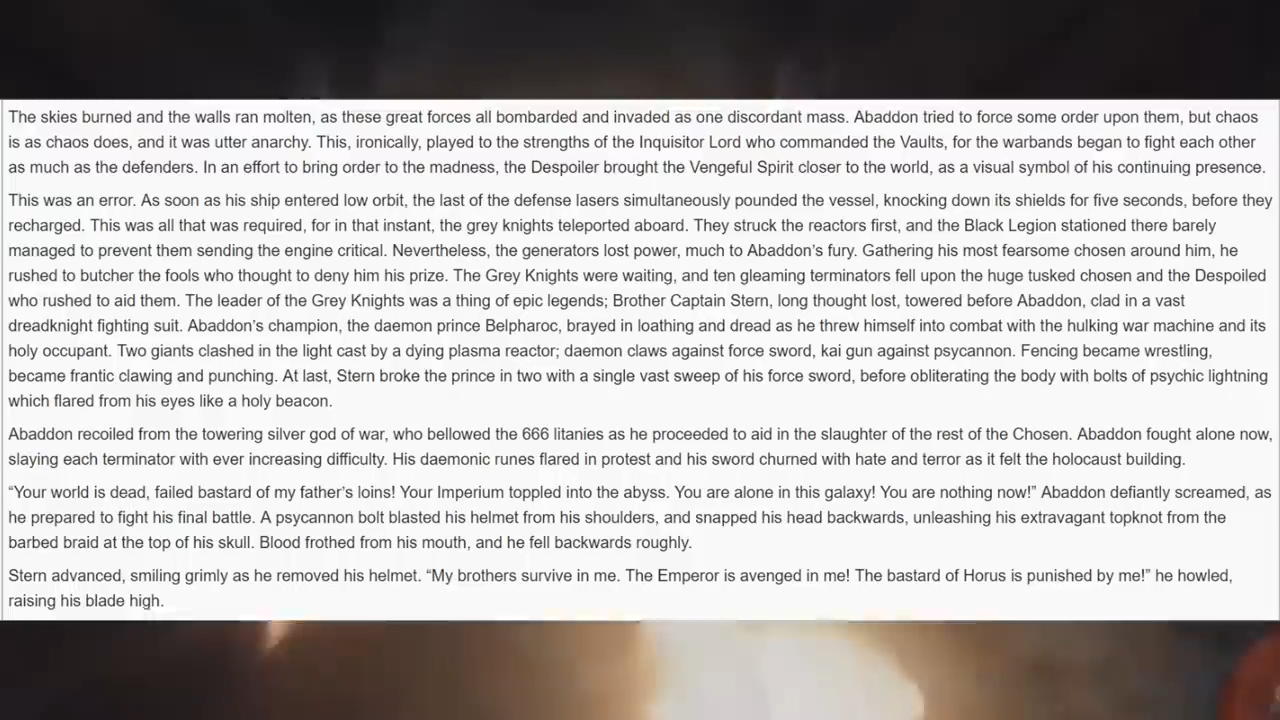 The skies burned and the walls ran molten, as these great forces all bombarded and invaded as one discordant mass. Abaddon tried to force some order upon them, but chaos
is as chaos does, and it was utter anarchy. This, ironically, played to the strengths of the Inquisitor Lord who commanded the Vaults, for the warbands began to fight each other
as much as the defenders. In an effort to bring order to the madness, the Despoiler brought the Vengeful Spirit closer to the world, as a visual symbol of his continuing presence.
This was an error. As soon as his ship entered low orbit, the last of the defense lasers simultaneously pounded the vessel, knocking down its shields for five seconds, before they
recharged. This was all that was required, for in that instant, the grey knights teleported aboard. They struck the reactors first, and the Black Legion stationed there barely
managed to prevent them sending the engine critical. Nevertheless, the generators lost power, much to Abaddon’s fury. Gathering his most fearsome chosen around him, he
rushed to butcher the fools who thought to deny him his prize. The Grey Knights were waiting, and ten gleaming terminators fell upon the huge tusked chosen and the Despoiled
who rushed to aid them. The leader of the Grey Knights was a thing of epic legends; Brother Captain Stern, long thought lost, towered before Abaddon, clad in a vast
dreadknight fighting suit. Abaddon’s champion, the daemon prince Belpharoc, brayed in loathing and dread as he threw himself into combat with the hulking war machine and its
holy occupant. Two giants clashed in the light cast by a dying plasma reactor; daemon claws against force sword, kai gun against psycannon. Fencing became wrestling,
became frantic clawing and punching. At last, Stern broke the prince in two with a single vast sweep of his force sword, before obliterating the body with bolts of psychic lightning
which flared from his eyes like a holy beacon.
Abaddon recoiled from the towering silver god of war, who bellowed the 666 litanies as he proceeded to aid in the slaughter of the rest of the Chosen. Abaddon fought alone now,
slaying each terminator with ever increasing difficulty. His daemonic runes flared in protest and his sword churned with hate and terror as it felt the holocaust building.
“Your world is dead, failed bastard of my father’s loins! Your Imperium toppled into the abyss. You are alone in this galaxy! You are nothing now!” Abaddon defiantly screamed, as
he prepared to fight his final battle. A psycannon bolt blasted his helmet from his shoulders, and snapped his head backwards, unleashing his extravagant topknot from the
barbed braid at the top of his skull. Blood frothed from his mouth, and he fell backwards roughly.
Stern advanced, smiling grimly as he removed his helmet. “My brothers survive in me. The Emperor is avenged in me! The bastard of Horus is punished by me!” he howled,
raising his blade high.